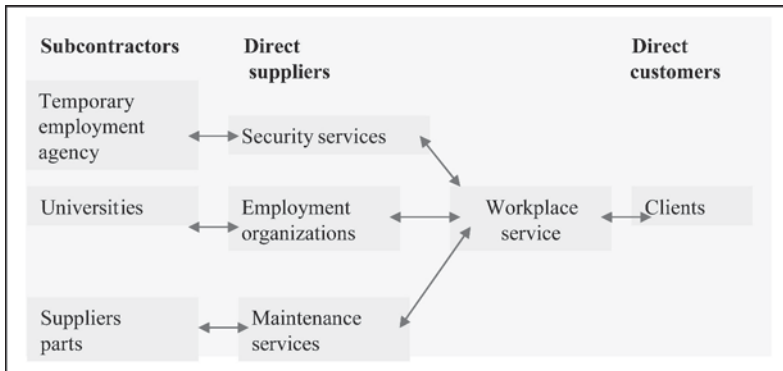 Subcontractors
Direct
suppliers
Direct
customers
Temporary
employment
agency
Security services
Universities
Employment
organizations
Workplace
service
Clients
Suppliers
parts
Maintenance
services